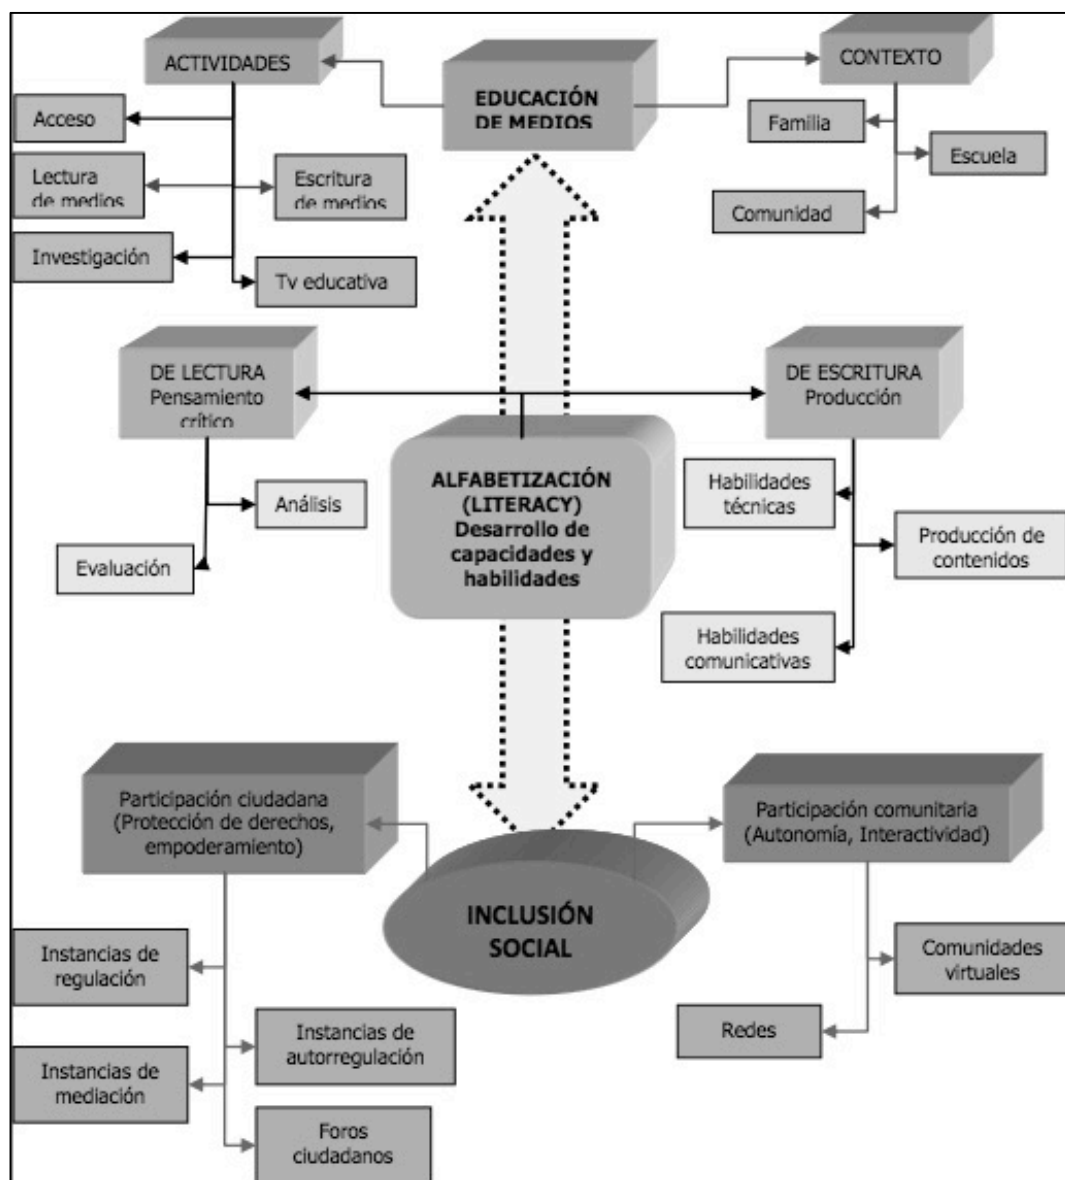 ACTIVIDADES
EDUCACIÓN
DE MEDIOS
CONTEXTO
Acceso
Lectura
de medios
Escritura
de medios
Investigación
Tv educativa
Familia
Escuela
Comunidad
DE LECTURA
Pensamiento
crítico
DE ESCRITURA
Producción
ALFABETIZACIÓN
(LITERACY)
Desarrollo de
capacidades y
habilidades
Análisis
Evaluación
Habilidades
técnicas
Producción de
contenidos
Habilidades
comunicativas
Participación ciudadana
(Protección de derechos,
empoderamiento)
Participación comunitaria
(Autonomía, Interactividad)
INCLUSIÓN
SOCIAL
Instancias de
regulación
Instancias de
autorregulación
Instancias de
mediación
Foros
ciudadanos
Comunidades
virtuales
Redes